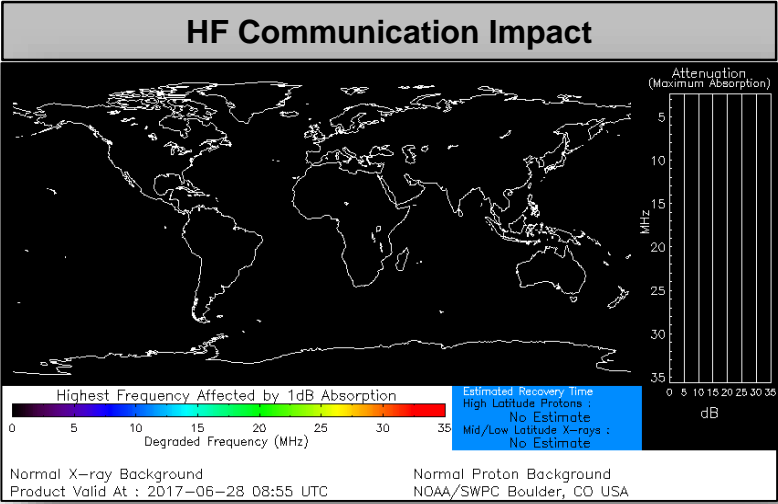 HF Communication Impact
Attenuation
(Maximum Absorption)
5
10
15
MHz
20
25
30
35
0 5 10 15 20 25 30 35
dB
Highest Frequency Affected by 1dB Absorption
0 5 10 15 20 25 30 35
Degraded Frequency (MHz)
Estimated Recovery Time
High Latitude Protons :
No Estimate
Mid/Low Latitude X-rays :
No Estimate
Normal X-ray Background
Normal Proton Background
Product Valid At : 2017-06-28 08:55 UTC
NOAA/SWPC Boulder, CO USA